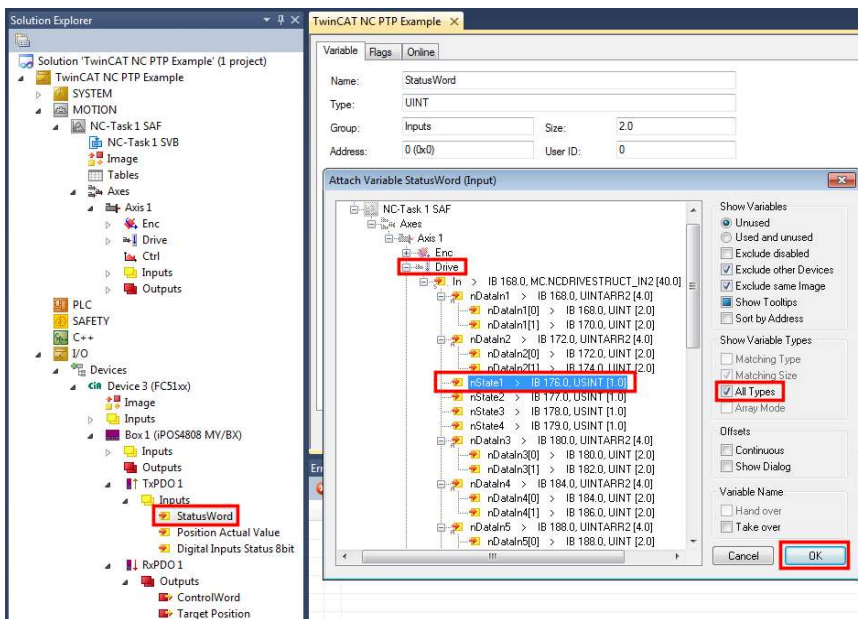 Solution Explorer
Solution 'TwinCAT NC PTP Example' (1 project)
TwinCAT NC PTP Example
SYSTEM
MOTION
NC-Task 1 SAF
NC-Task 1 SVB
Image
Tables
Axes
Axis 1
Enc
Drive
Ctrl
Inputs
Outputs
PLC
SAFETY
C++
I/O
Devices
Device 3 (FC51xx)
Image
Inputs
Box 1 (iPOS4808 MY/BX)
Inputs
Outputs
TxPDO 1
Inputs
StatusWord
Position Actual Value
Digital Inputs Status 8bit
RxPDO 1
Outputs
ControlWord
Target Position
TwinCAT NC PTP Example
Variable Flags Online
Name: StatusWord
Type: UINT
Group: Inputs Size: 2.0
Address: 0 (0x0) User ID: 0
Attach Variable StatusWord (Input)
NC-Task 1 SAF
Axes
Axis 1
Enc
Drive
In > IB 168.0, MC.NCDRIVESTRUCT_IN2 [40.0]
nDataIn1 > IB 168.0, UINTARR2 [4.0]
nDataIn1[0] > IB 168.0, UINT [2.0]
nDataIn1[1] > IB 170.0, UINT [2.0]
nDataIn2 > IB 172.0, UINTARR2 [4.0]
nDataIn2[0] > IB 172.0, UINT [2.0]
nDataIn2[1] > IB 174.0, UINT [2.0]
nState1 > IB 176.0, USINT [1.0]
nState2 > IB 177.0, USINT [1.0]
nState3 > IB 178.0, USINT [1.0]
nState4 > IB 179.0, USINT [1.0]
nDataIn3 > IB 180.0, UINTARR2 [4.0]
nDataIn3[0] > IB 180.0, UINT [2.0]
nDataIn3[1] > IB 182.0, UINT [2.0]
nDataIn4 > IB 184.0, UINTARR2 [4.0]
nDataIn4[0] > IB 184.0, UINT [2.0]
nDataIn4[1] > IB 186.0, UINT [2.0]
nDataIn5 > IB 188.0, UINTARR2 [4.0]
nDataIn5[0] > IB 188.0, UINT [2.0]
Show Variables
Unused
Used and unused
Exclude disabled
Exclude other Devices
Exclude same Image
Show Tooltips
Sort by Address
Show Variable Types
Matching Type
Matching Size
All Types
Array Mode
Offsets
Continuous
Show Dialog
Variable Name
Hand over
Take over
Cancel OK